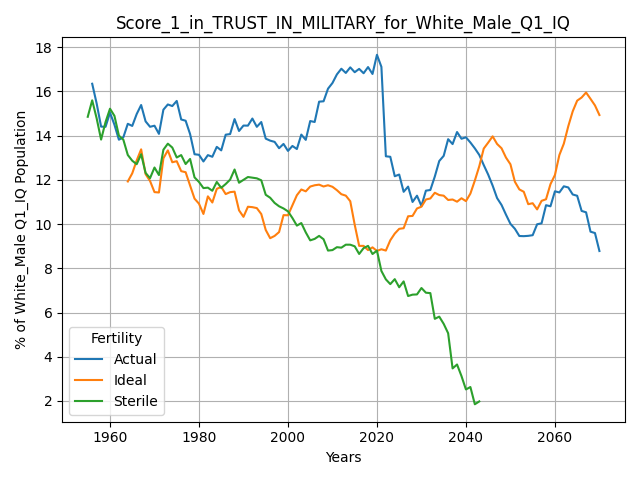 Score_1_in_TRUST_IN_MILITARY_for_White_Male_Q1_IQ
% of White_Male Q1_IQ Population
18
16
14
12
10
8
6
4
2
Fertility
Actual
Ideal
Sterile
1960 1980 2000 2020 2040 2060
Years